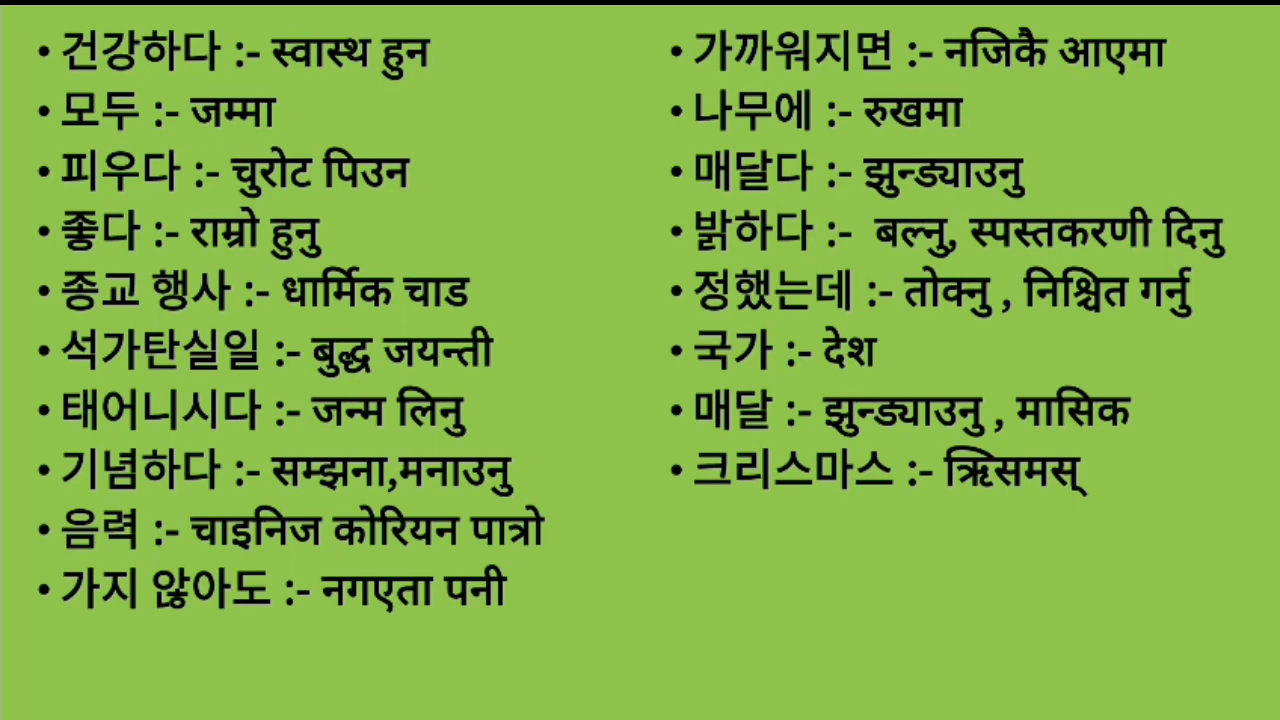 • 건강하다 :- स्वास्थ हुन
• 모두 :- जम्मा
• 피우다 :- चुरोट पिउन
• 좋다 :- राम्रो हुनु
• 종교 행사 :- धार्मिक चाड
• 석가탄실일 :- बुद्ध जयन्ती
• 태어니시다 :- जन्म लिनु
• 기념하다 :- सम्झना,मनाउनु
• 음력 :- चाइनिज कोरियन पात्रो
• 가지 않아도 :- नगएता पनी
• 가까워지면 :- नजिकै आएमा
• 나무에 :- रुखमा
• 매달다 :- झुन्ड्याउनु
• 밝하다 :- बल्नु, स्पस्तकरणी दिनु
• 정했는데 :- तोक्नु , निश्चित गर्नु
• 국가 :- देश
• 매달 :- झुन्ड्याउनु , मासिक
• 크리스마스 :- ऋिसमस्